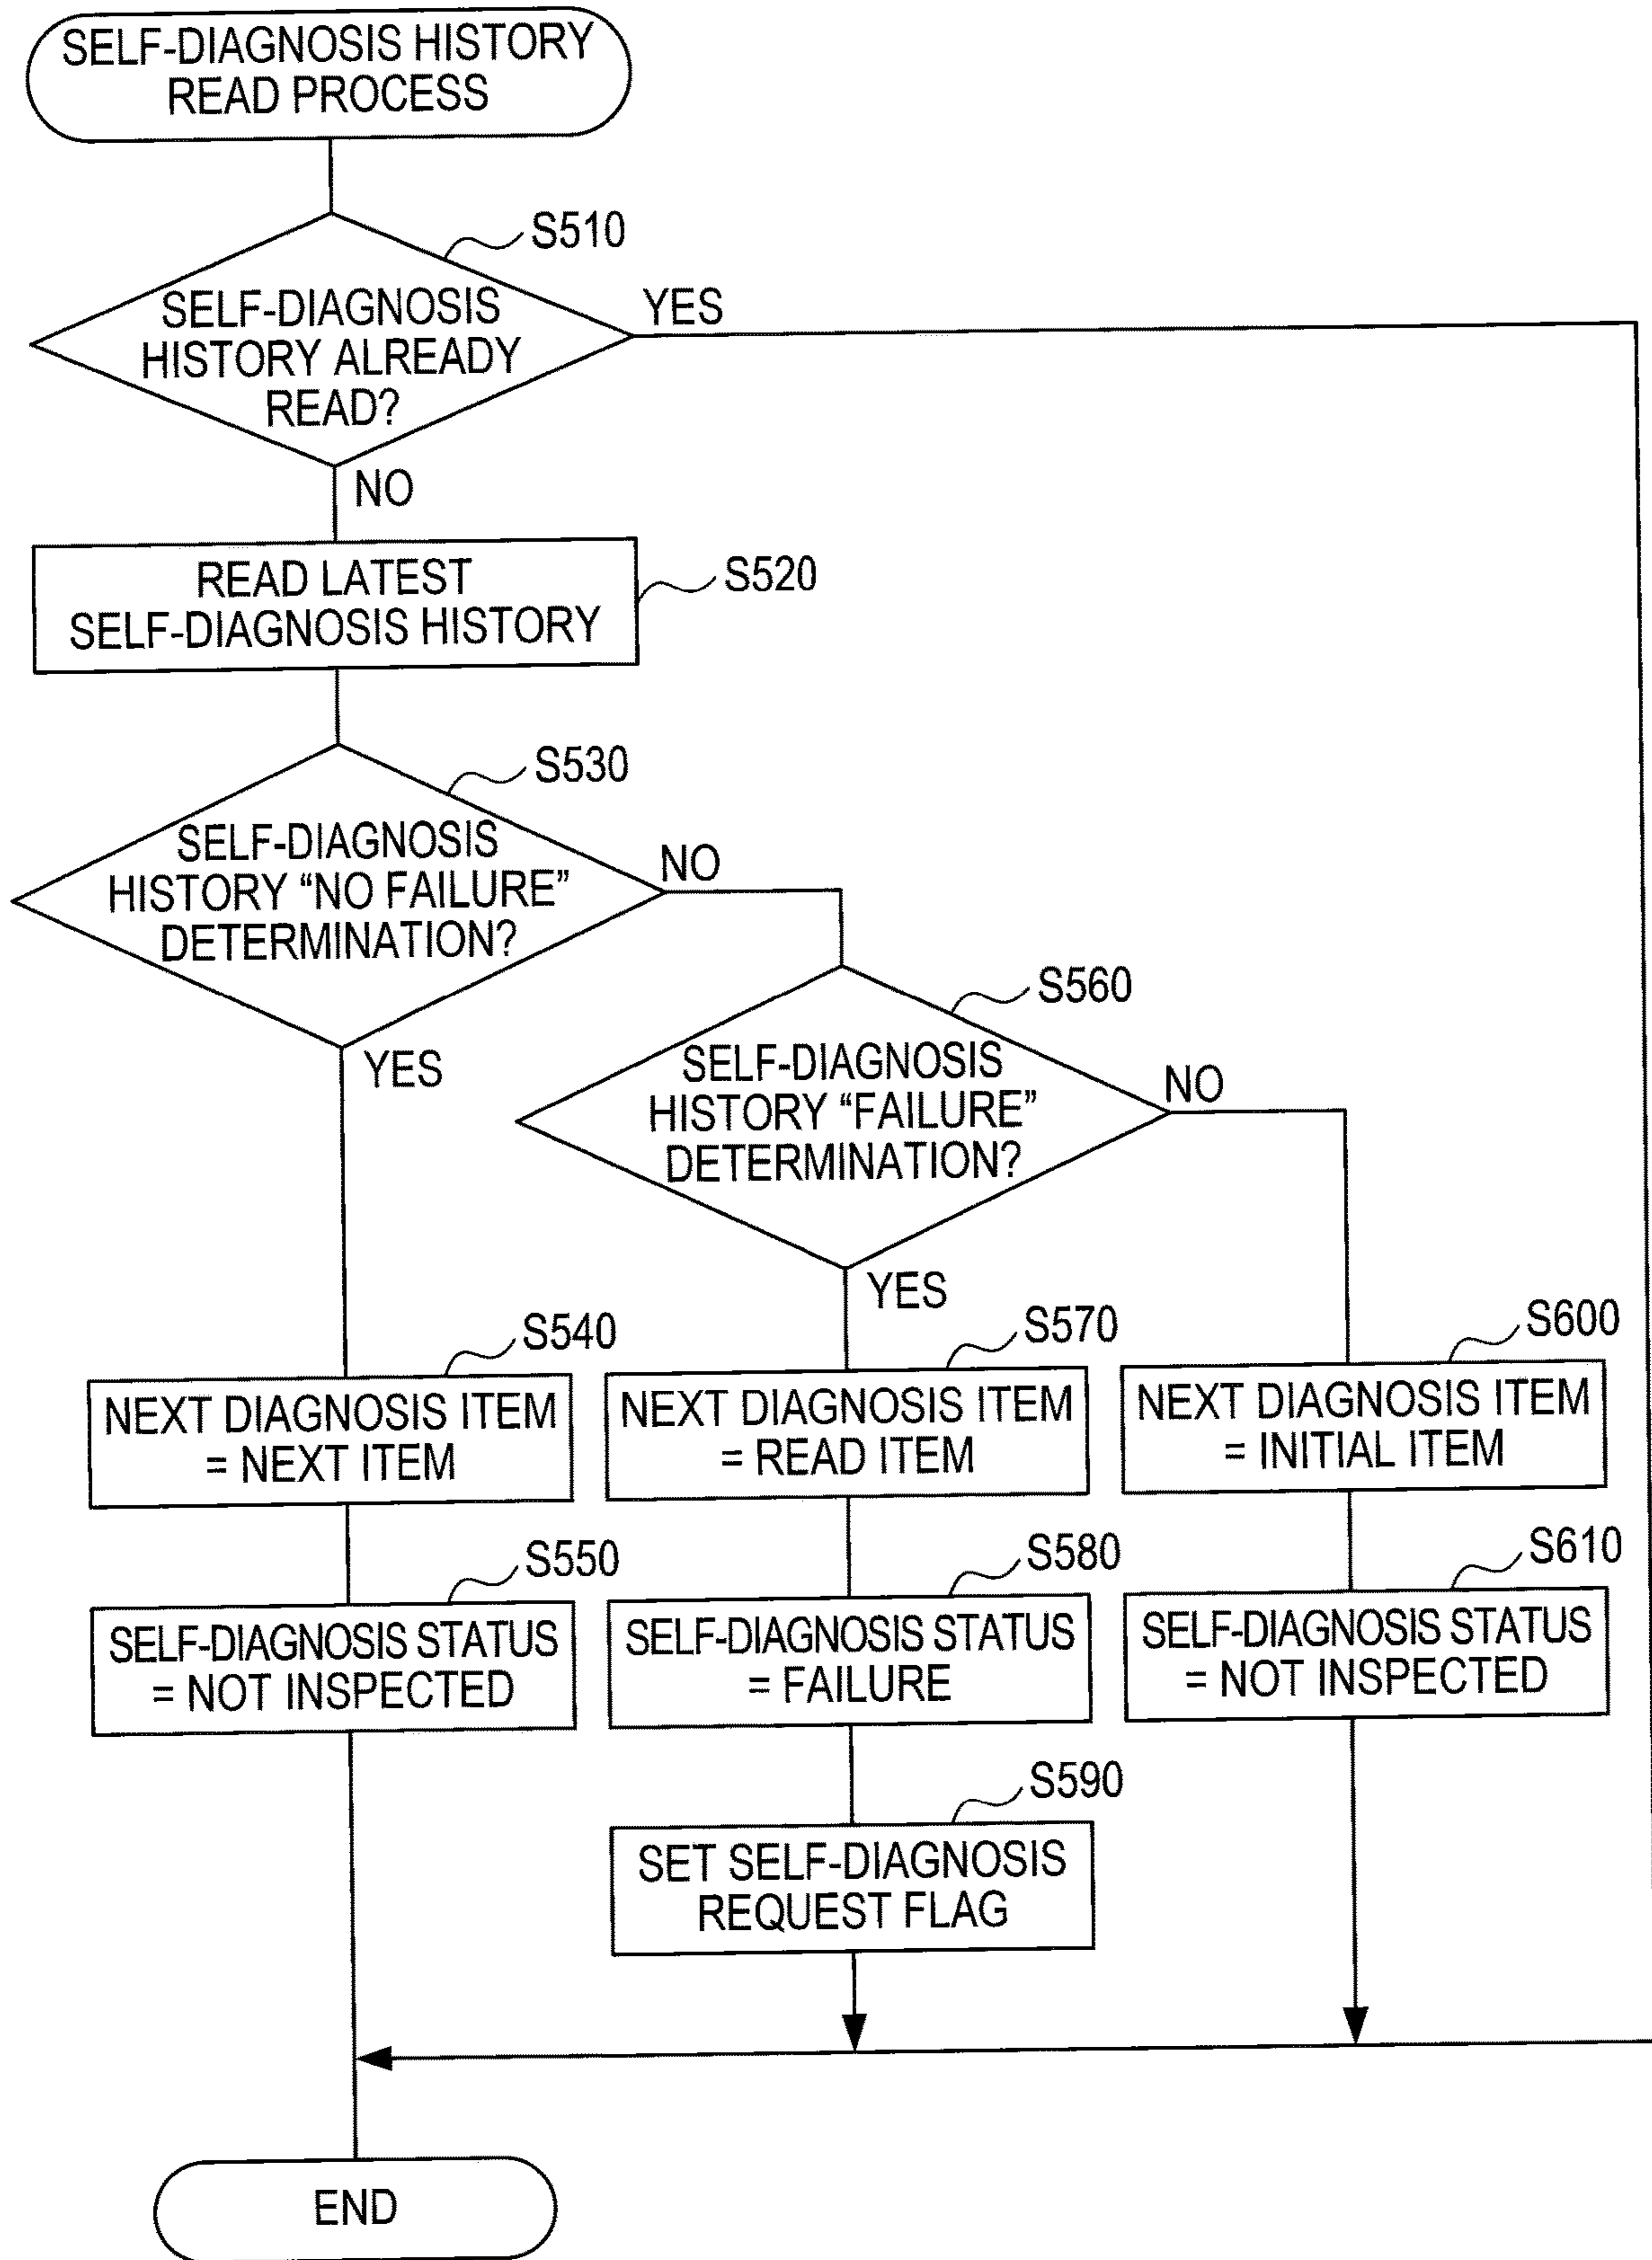 SELF-DIAGNOSIS HISTORY
READ PROCESS
S510
SELF-DIAGNOSIS
HISTORY ALREADY
READ?
YES
NO
READ LATEST
SELF-DIAGNOSIS HISTORY
S520
S530
SELF-DIAGNOSIS
HISTORY “NO FAILURE”
DETERMINATION?
NO
YES
S560
SELF-DIAGNOSIS
HISTORY “FAILURE”
DETERMINATION?
NO
YES
S540
NEXT DIAGNOSIS ITEM
= NEXT ITEM
S570
NEXT DIAGNOSIS ITEM
= READ ITEM
S600
NEXT DIAGNOSIS ITEM
= INITIAL ITEM
S550
SELF-DIAGNOSIS STATUS
= NOT INSPECTED
S580
SELF-DIAGNOSIS STATUS
= FAILURE
S610
SELF-DIAGNOSIS STATUS
= NOT INSPECTED
S590
SET SELF-DIAGNOSIS
REQUEST FLAG
END